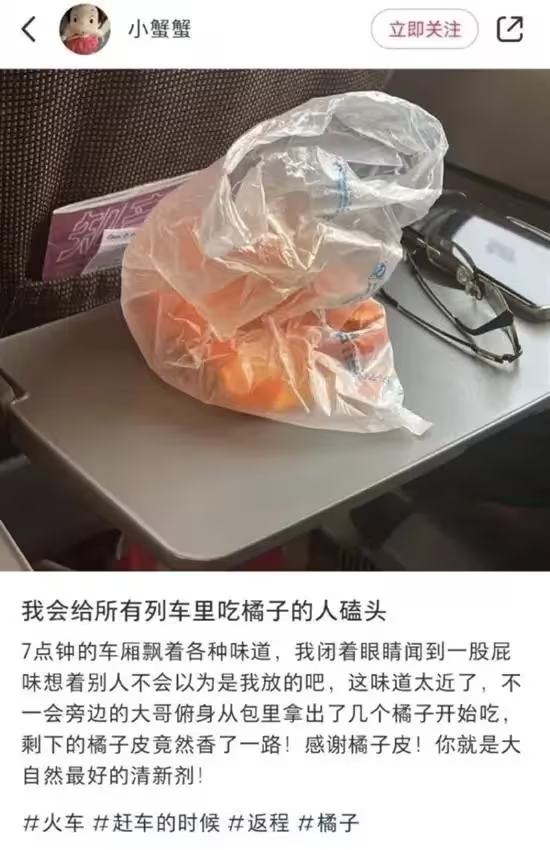 小蟹蟹
立即关注
我会给所有列车里吃橘子的人磕头
7点钟的车厢飘着各种味道，我闭着眼睛闻到一股屁
味想着别人不会以为是我放的吧，这味道太近了，不
一会旁边的大哥俯身从包里拿出了几个橘子开始吃，
剩下的橘子皮竟然香了一路！感谢橘子皮！你就是大
自然最好的清新剂！
#火车 #赶车的时候 #返程 #橘子